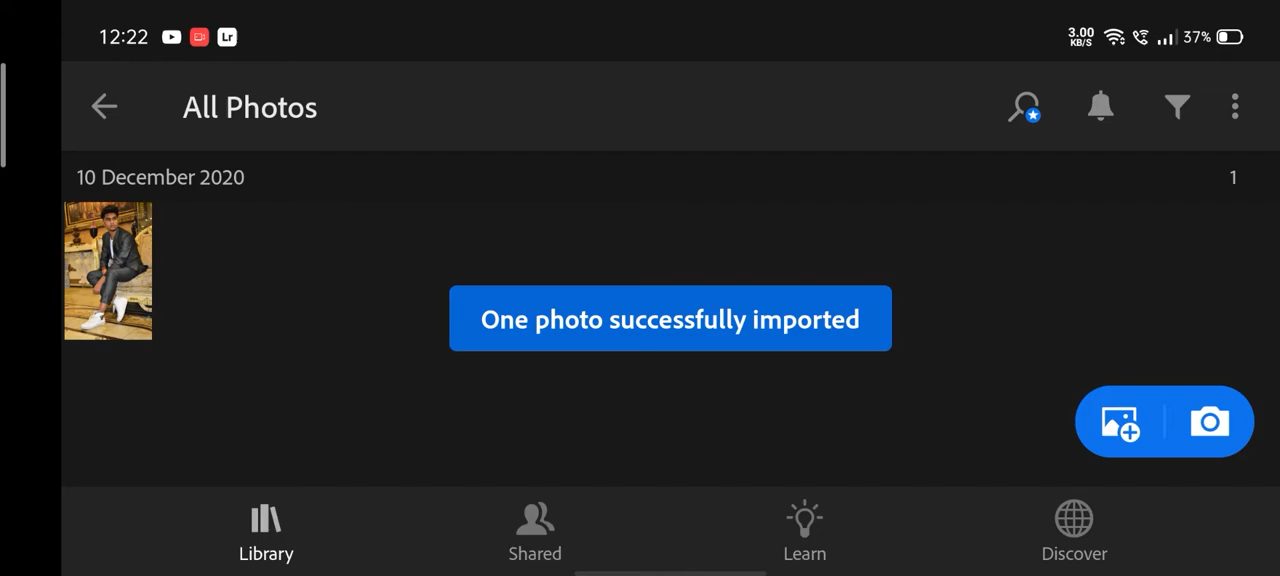 12:22 Lr 3.00 KB/S 37%
All Photos
10 December 2020 1
One photo successfully imported
Library Shared Learn Discover